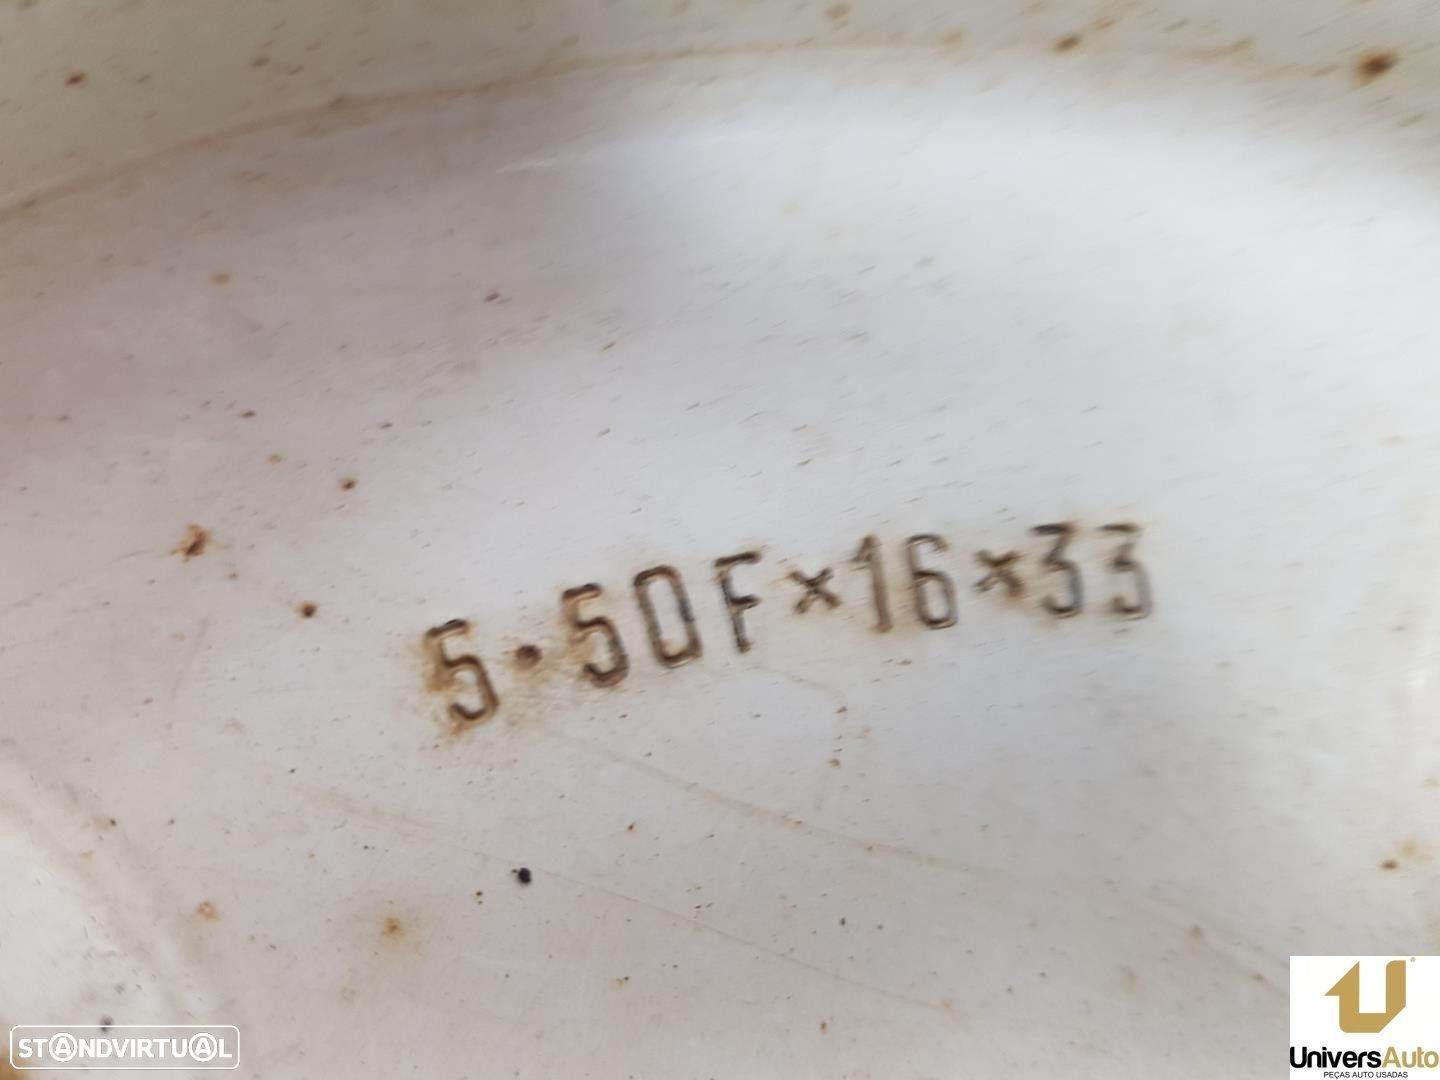 5·50F×16×33
STANDVIRTUAL
UniversAuto
PEÇAS AUTO USADAS